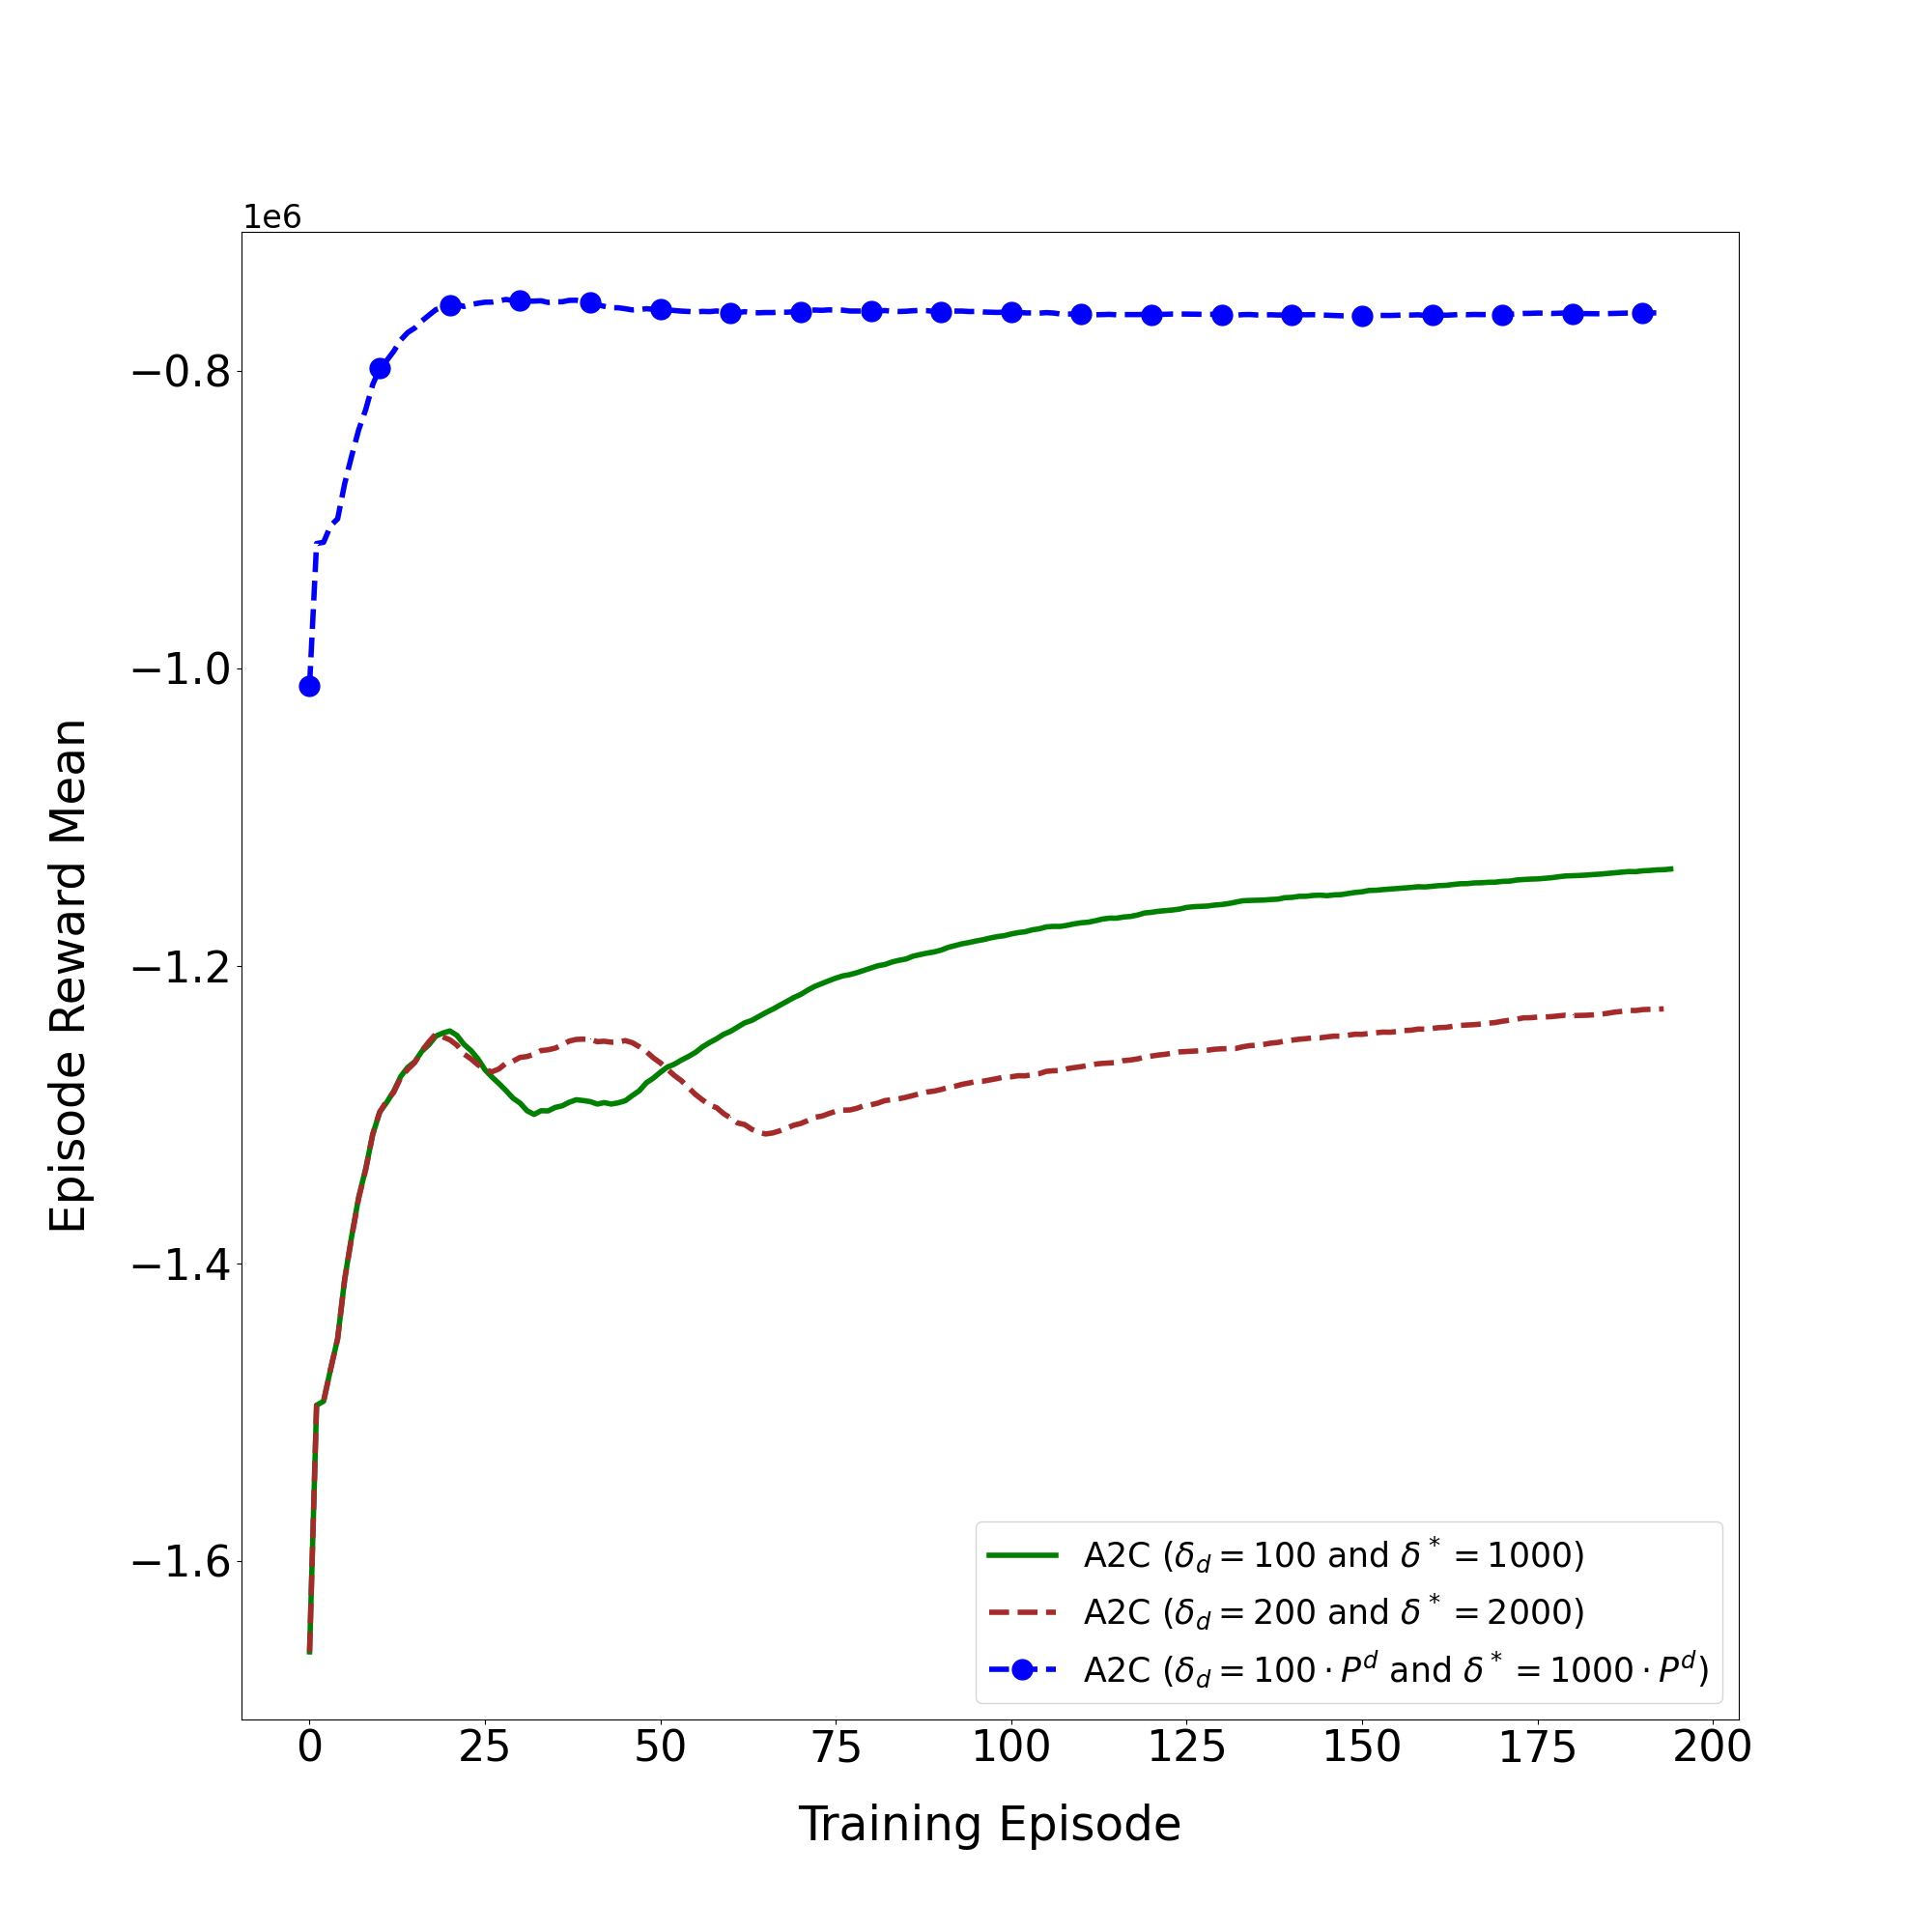 1e6
−0.8
−1.0
−1.2
−1.4
−1.6
Episode Reward Mean
0 25 50 75 100 125 150 175 200
Training Episode
A2C (δ_d = 100 and δ* = 1000)
A2C (δ_d = 200 and δ* = 2000)
A2C (δ_d = 100 · P^d and δ* = 1000 · P^d)